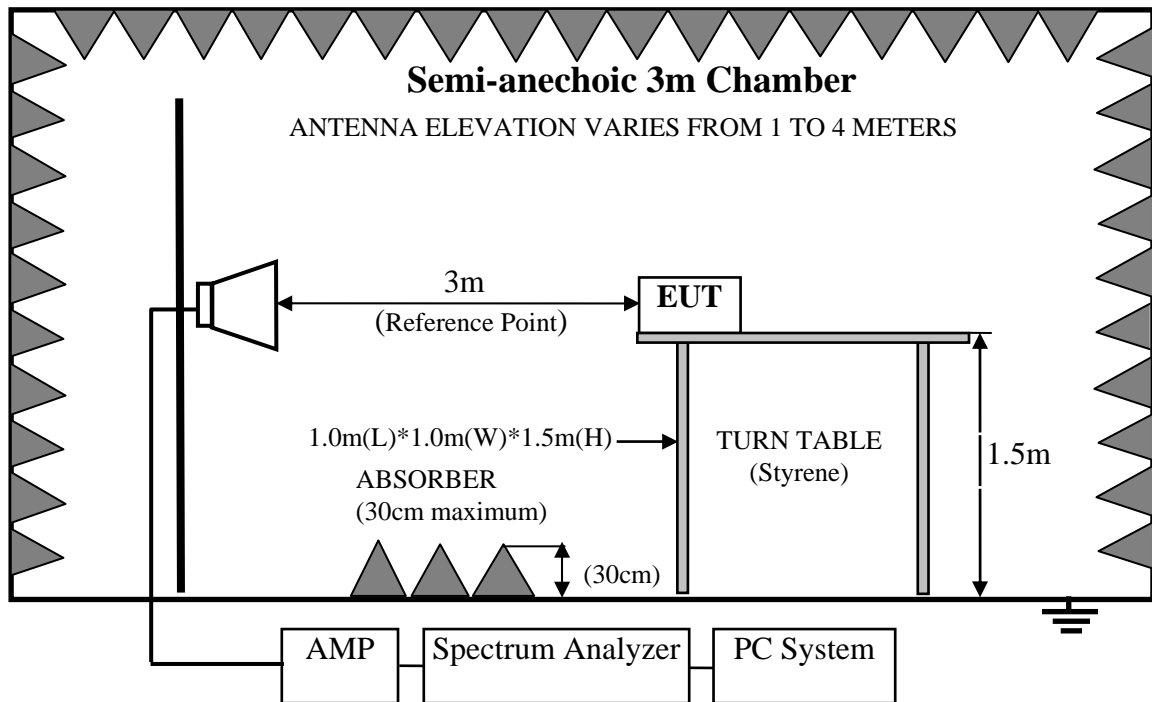 Semi-anechoic 3m Chamber
ANTENNA ELEVATION VARIES FROM 1 TO 4 METERS
3m
(Reference Point)
EUT
1.0m(L)*1.0m(W)*1.5m(H)
TURN TABLE
(Styrene)
1.5m
ABSORBER
(30cm maximum)
(30cm)
AMP
Spectrum Analyzer
PC System